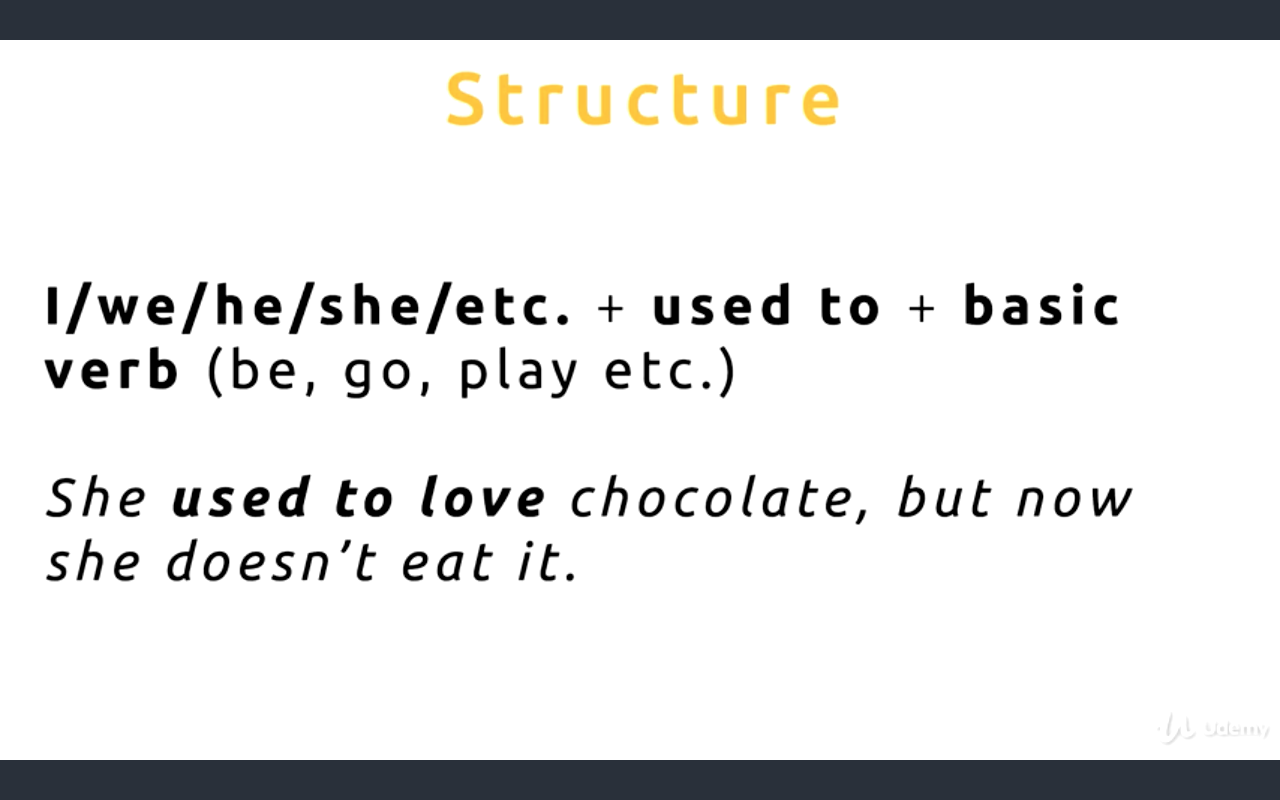 Structure
I/we/he/she/etc. + used to + basic
verb (be, go, play etc.)
She used to love chocolate, but now
she doesn’t eat it.
Udemy